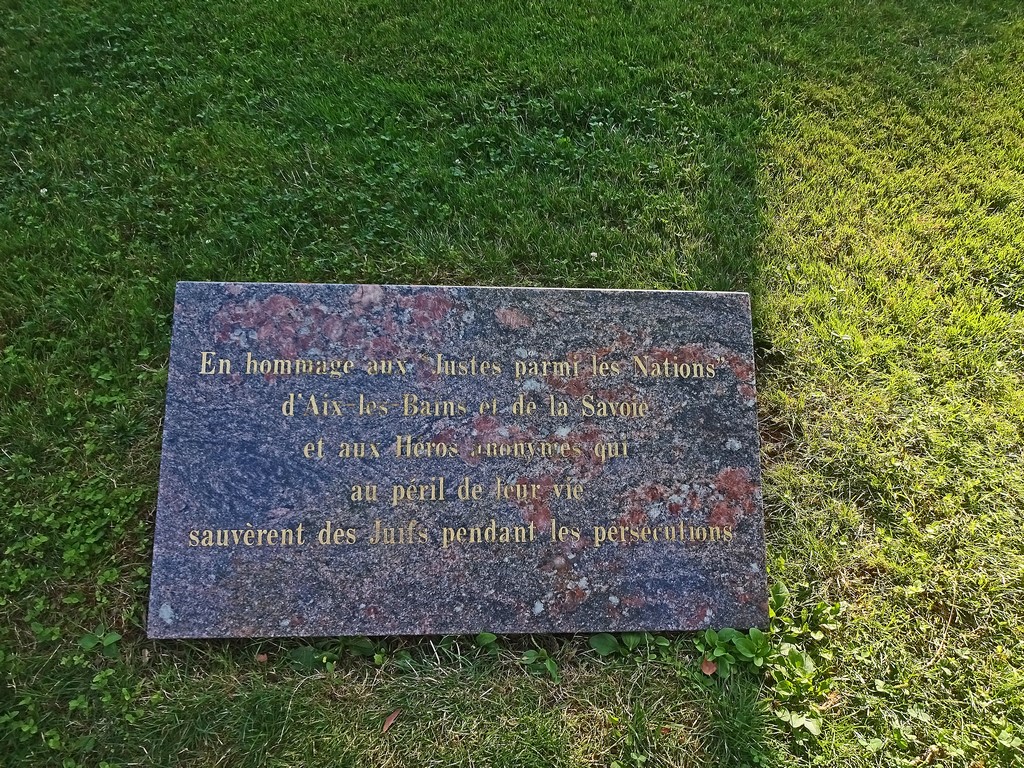 En hommage aux "Justes parmi les Nations"
d'Aix les Bains et de la Savoie
et aux Héros anonymes qui
au péril de leur vie
sauvèrent des Juifs pendant les persécutions